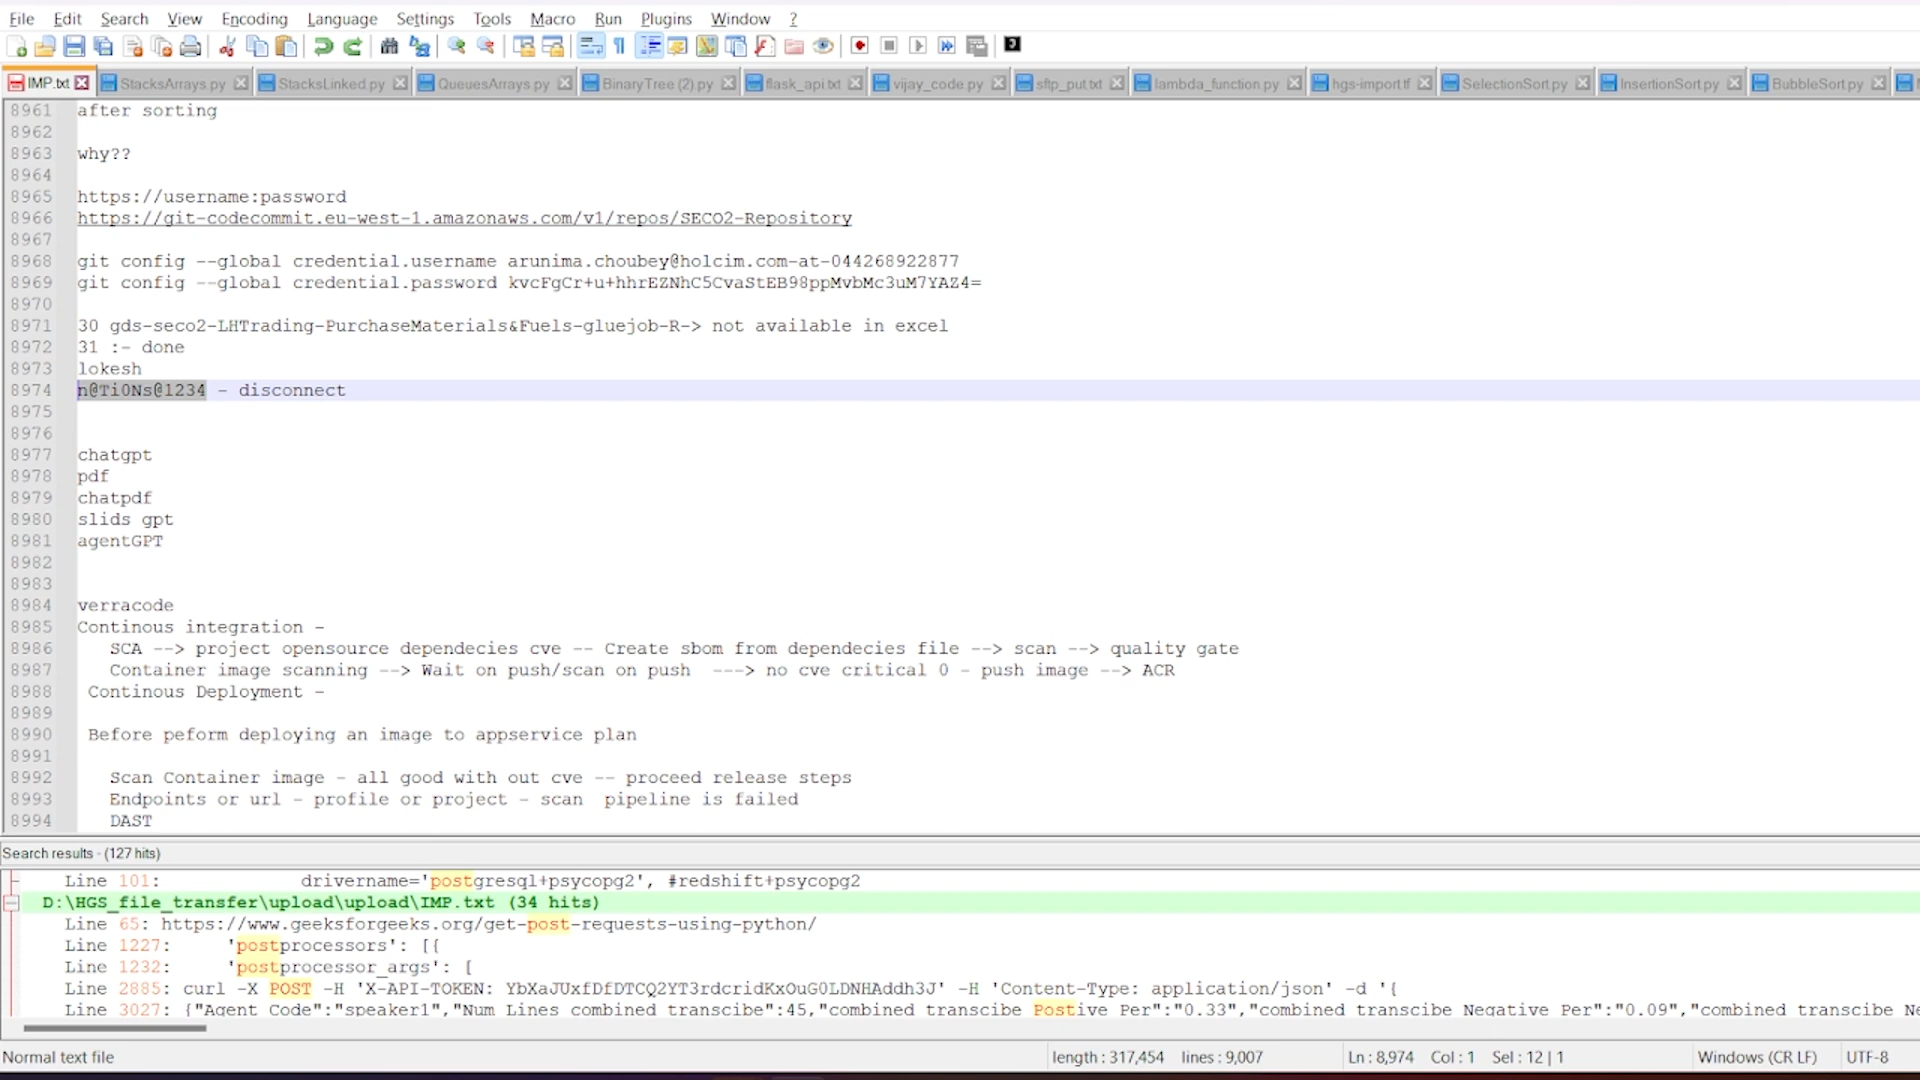 File Edit Search View Encoding Language Settings Tools Macro Run Plugins Window ?
IMP.txt StacksArrays.py StacksLinked.py QueuesArrays.py BinaryTree (2).py flask_api.txt vijay_code.py sftp_put.txt lambda_function.py hgs-import.tf SelectionSort.py InsertionSort.py BubbleSort.py
8961 after sorting
8962
8963 why??
8964
8965 https://username:password
8966 https://git-codecommit.eu-west-1.amazonaws.com/v1/repos/SECO2-Repository
8967
8968 git config --global credential.username arunima.choubey@holcim.com-at-044268922877
8969 git config --global credential.password kvcFgCr+u+hhrEZNhC5CvaStEB98ppMvbMc3uM7YAZ4=
8970
8971 30 gds-seco2-LHTrading-PurchaseMaterials&Fuels-gluejob-R-> not available in excel
8972 31 :- done
8973 lokesh
8974 n@Ti0Ns@1234 - disconnect
8975
8976
8977 chatgpt
8978 pdf
8979 chatpdf
8980 slids gpt
8981 agentGPT
8982
8983
8984 verracode
8985 Continous integration -
8986 SCA --> project opensource dependecies cve -- Create sbom from dependecies file --> scan --> quality gate
8987 Container image scanning --> Wait on push/scan on push ---> no cve critical 0 - push image --> ACR
8988 Continous Deployment -
8989
8990 Before peform deploying an image to appservice plan
8991
8992 Scan Container image - all good with out cve -- proceed release steps
8993 Endpoints or url - profile or project - scan pipeline is failed
8994 DAST
Search results - (127 hits)
Line 101: drivername='postgresql+psycopg2', #redshift+psycopg2
D:\HGS_file_transfer\upload\upload\IMP.txt (34 hits)
Line 65: https://www.geeksforgeeks.org/get-post-requests-using-python/
Line 1227: 'postprocessors': [{
Line 1232: 'postprocessor_args': [
Line 2885: curl -X POST -H 'X-API-TOKEN: YbXaJUxfDfDTCQ2YT3rdcridKxOuG0LDNHAddh3J' -H 'Content-Type: application/json' -d '{
Line 3027: {"Agent Code":"speaker1","Num Lines combined transcibe":45,"combined transcibe Postive Per":"0.33","combined transcibe Negative Per":"0.09","combined transcibe Ne
Normal text file length : 317,454 lines : 9,007 Ln : 8,974 Col : 1 Sel : 12 | 1 Windows (CR LF) UTF-8